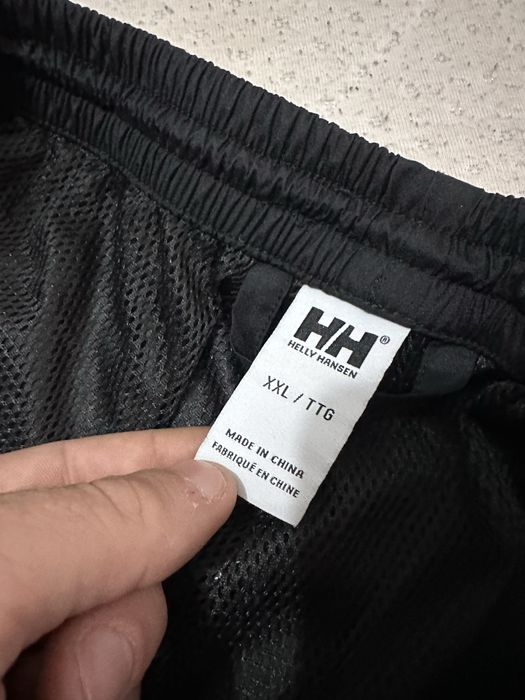 HH®
HELLY HANSEN
XXL / TTG
MADE IN CHINA
FABRIQUÉ EN CHINE